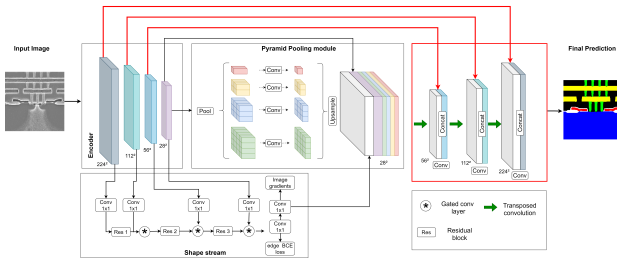 Input Image
Encoder
224²
112²
56²
28²
Pyramid Pooling module
Pool
Conv
Conv
Conv
Conv
Upsample
28²
Concat
56²
Conv
Concat
112²
Conv
Concat
224²
Conv
Final Prediction
Conv
1x1
Conv
1x1
Conv
1x1
Conv
1x1
Res 1
Res 2
Res 3
Image
gradients
Conv
1x1
Conv
1x1
edge BCE
loss
Shape stream
Gated conv
layer
Transposed
convolution
Res
Residual
block